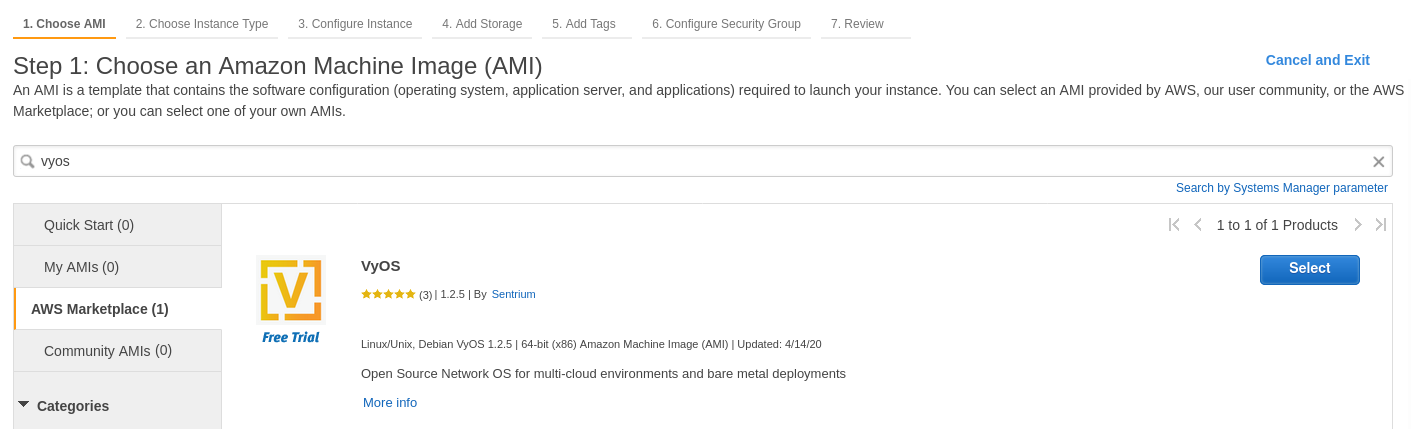 1. Choose AMI 2. Choose Instance Type 3. Configure Instance 4. Add Storage 5. Add Tags 6. Configure Security Group 7. Review
Step 1: Choose an Amazon Machine Image (AMI)
Cancel and Exit
An AMI is a template that contains the software configuration (operating system, application server, and applications) required to launch your instance. You can select an AMI provided by AWS, our user community, or the AWS
Marketplace; or you can select one of your own AMIs.
vyos
Search by Systems Manager parameter
Quick Start (0)
My AMIs (0)
AWS Marketplace (1)
Community AMIs (0)
Categories
1 to 1 of 1 Products
V
Free Trial
VyOS
Select
(3) | 1.2.5 | By Sentrium
Linux/Unix, Debian VyOS 1.2.5 | 64-bit (x86) Amazon Machine Image (AMI) | Updated: 4/14/20
Open Source Network OS for multi-cloud environments and bare metal deployments
More info